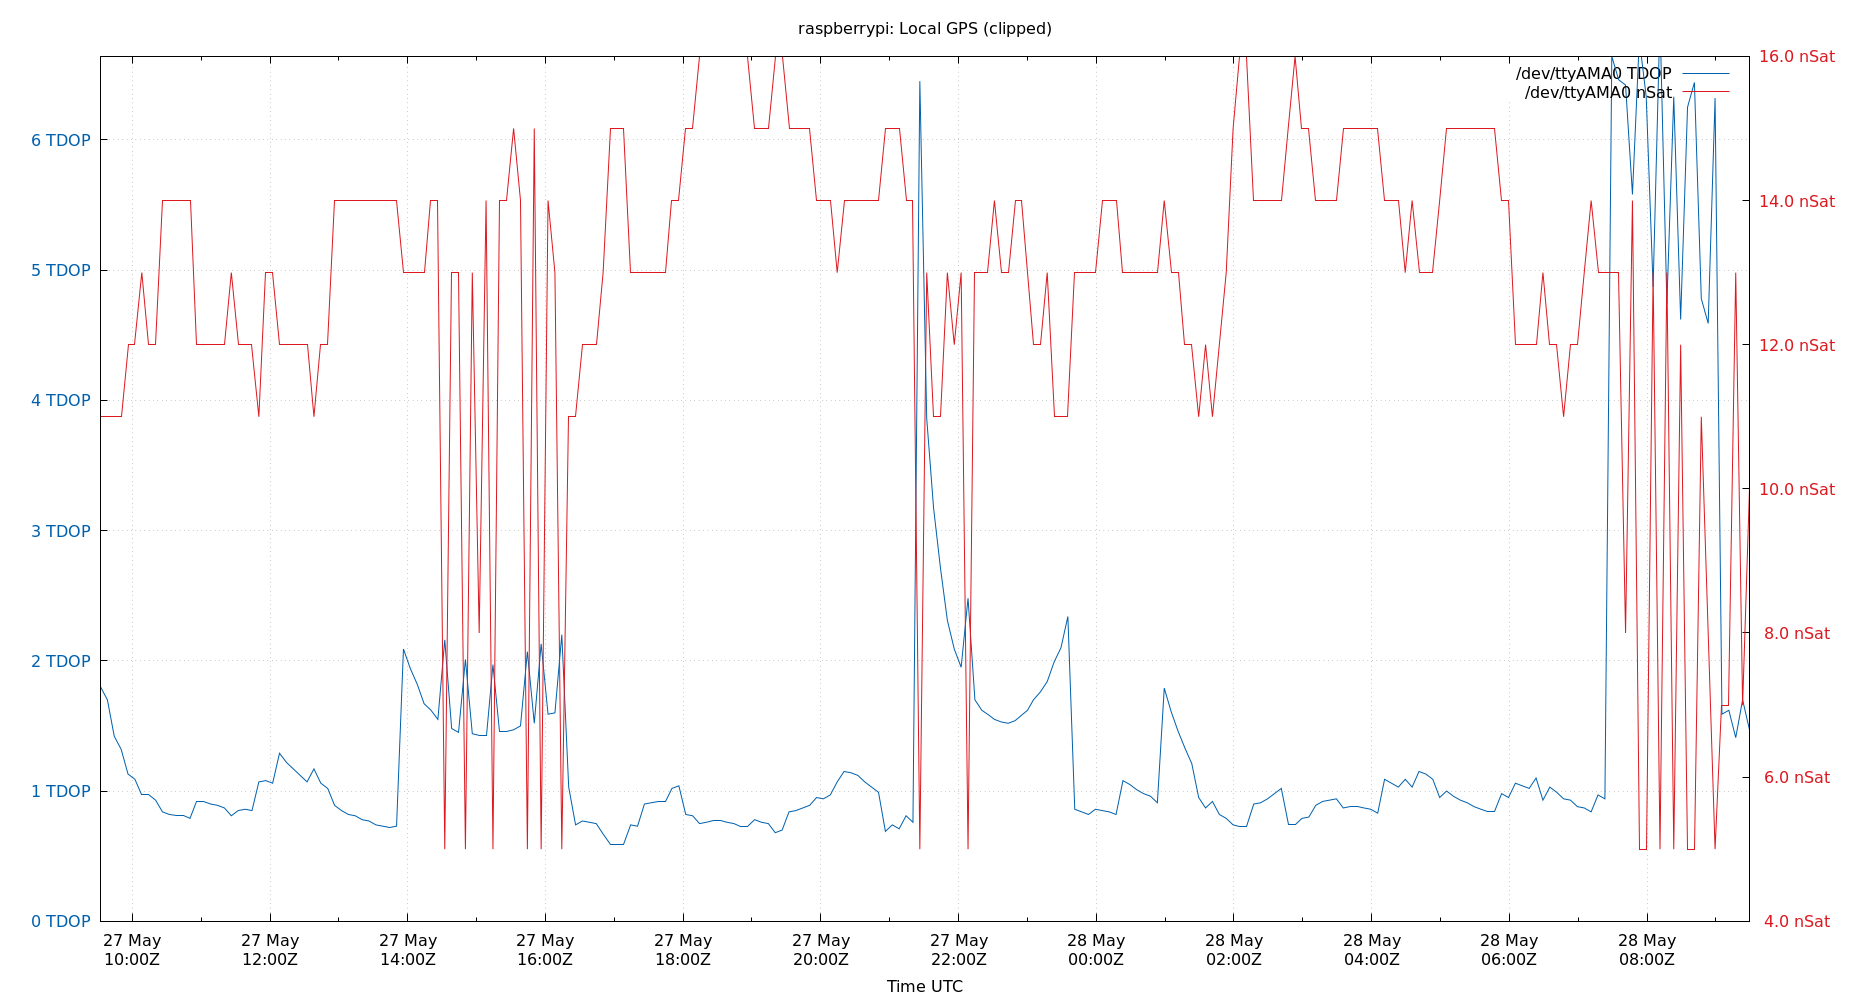 raspberrypi: Local GPS (clipped)
/dev/ttyAMA0 TDOP
/dev/ttyAMA0 nSat
6 TDOP
5 TDOP
4 TDOP
3 TDOP
2 TDOP
1 TDOP
0 TDOP
16.0 nSat
14.0 nSat
12.0 nSat
10.0 nSat
8.0 nSat
6.0 nSat
4.0 nSat
27 May 27 May 27 May 27 May 27 May 27 May 27 May 28 May 28 May 28 May 28 May 28 May
10:00Z 12:00Z 14:00Z 16:00Z 18:00Z 20:00Z 22:00Z 00:00Z 02:00Z 04:00Z 06:00Z 08:00Z
Time UTC